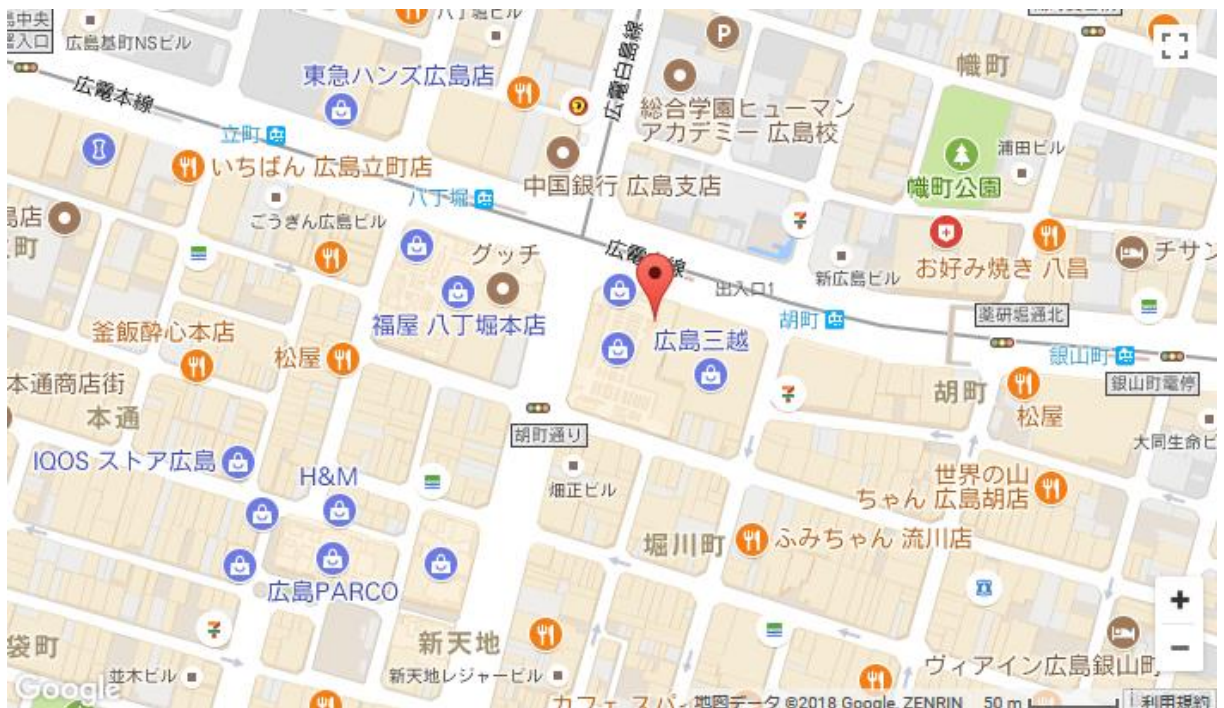 島中央
署入口
広島基町NSビル
八丁堀ビル
広電白島線
P
幟町
東急ハンズ広島店
広電本線
総合学園ヒューマン
アカデミー 広島校
立町
いちばん 広島立町店
中国銀行 広島支店
浦田ビル
幟町公園
八丁堀
島店
ごうぎん広島ビル
町
グッチ
広電本線
出入口1
新広島ビル
お好み焼き 八昌
チサン
福屋 八丁堀本店
胡町
薬研堀通北
釜飯酔心本店
松屋
広島三越
銀山町
銀山町電停
本通商店街
本通
胡町
松屋
胡町通り
大同生命ビ
IQOS ストア広島
H&M
畑正ビル
世界の山
ちゃん 広島胡店
堀川町
ふみちゃん 流川店
広島PARCO
+
袋町
新天地
−
並木ビル
新天地レジャービル
ヴィアイン広島銀山町
Google
カフェ スパ
地図データ ©2018 Google, ZENRIN
50 m
利用規約